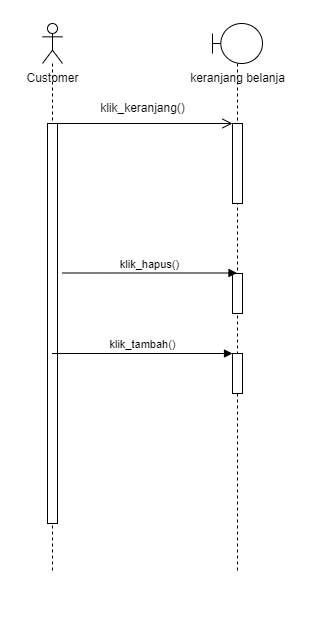 Customer
keranjang belanja
klik_keranjang()
klik_hapus()
klik_tambah()